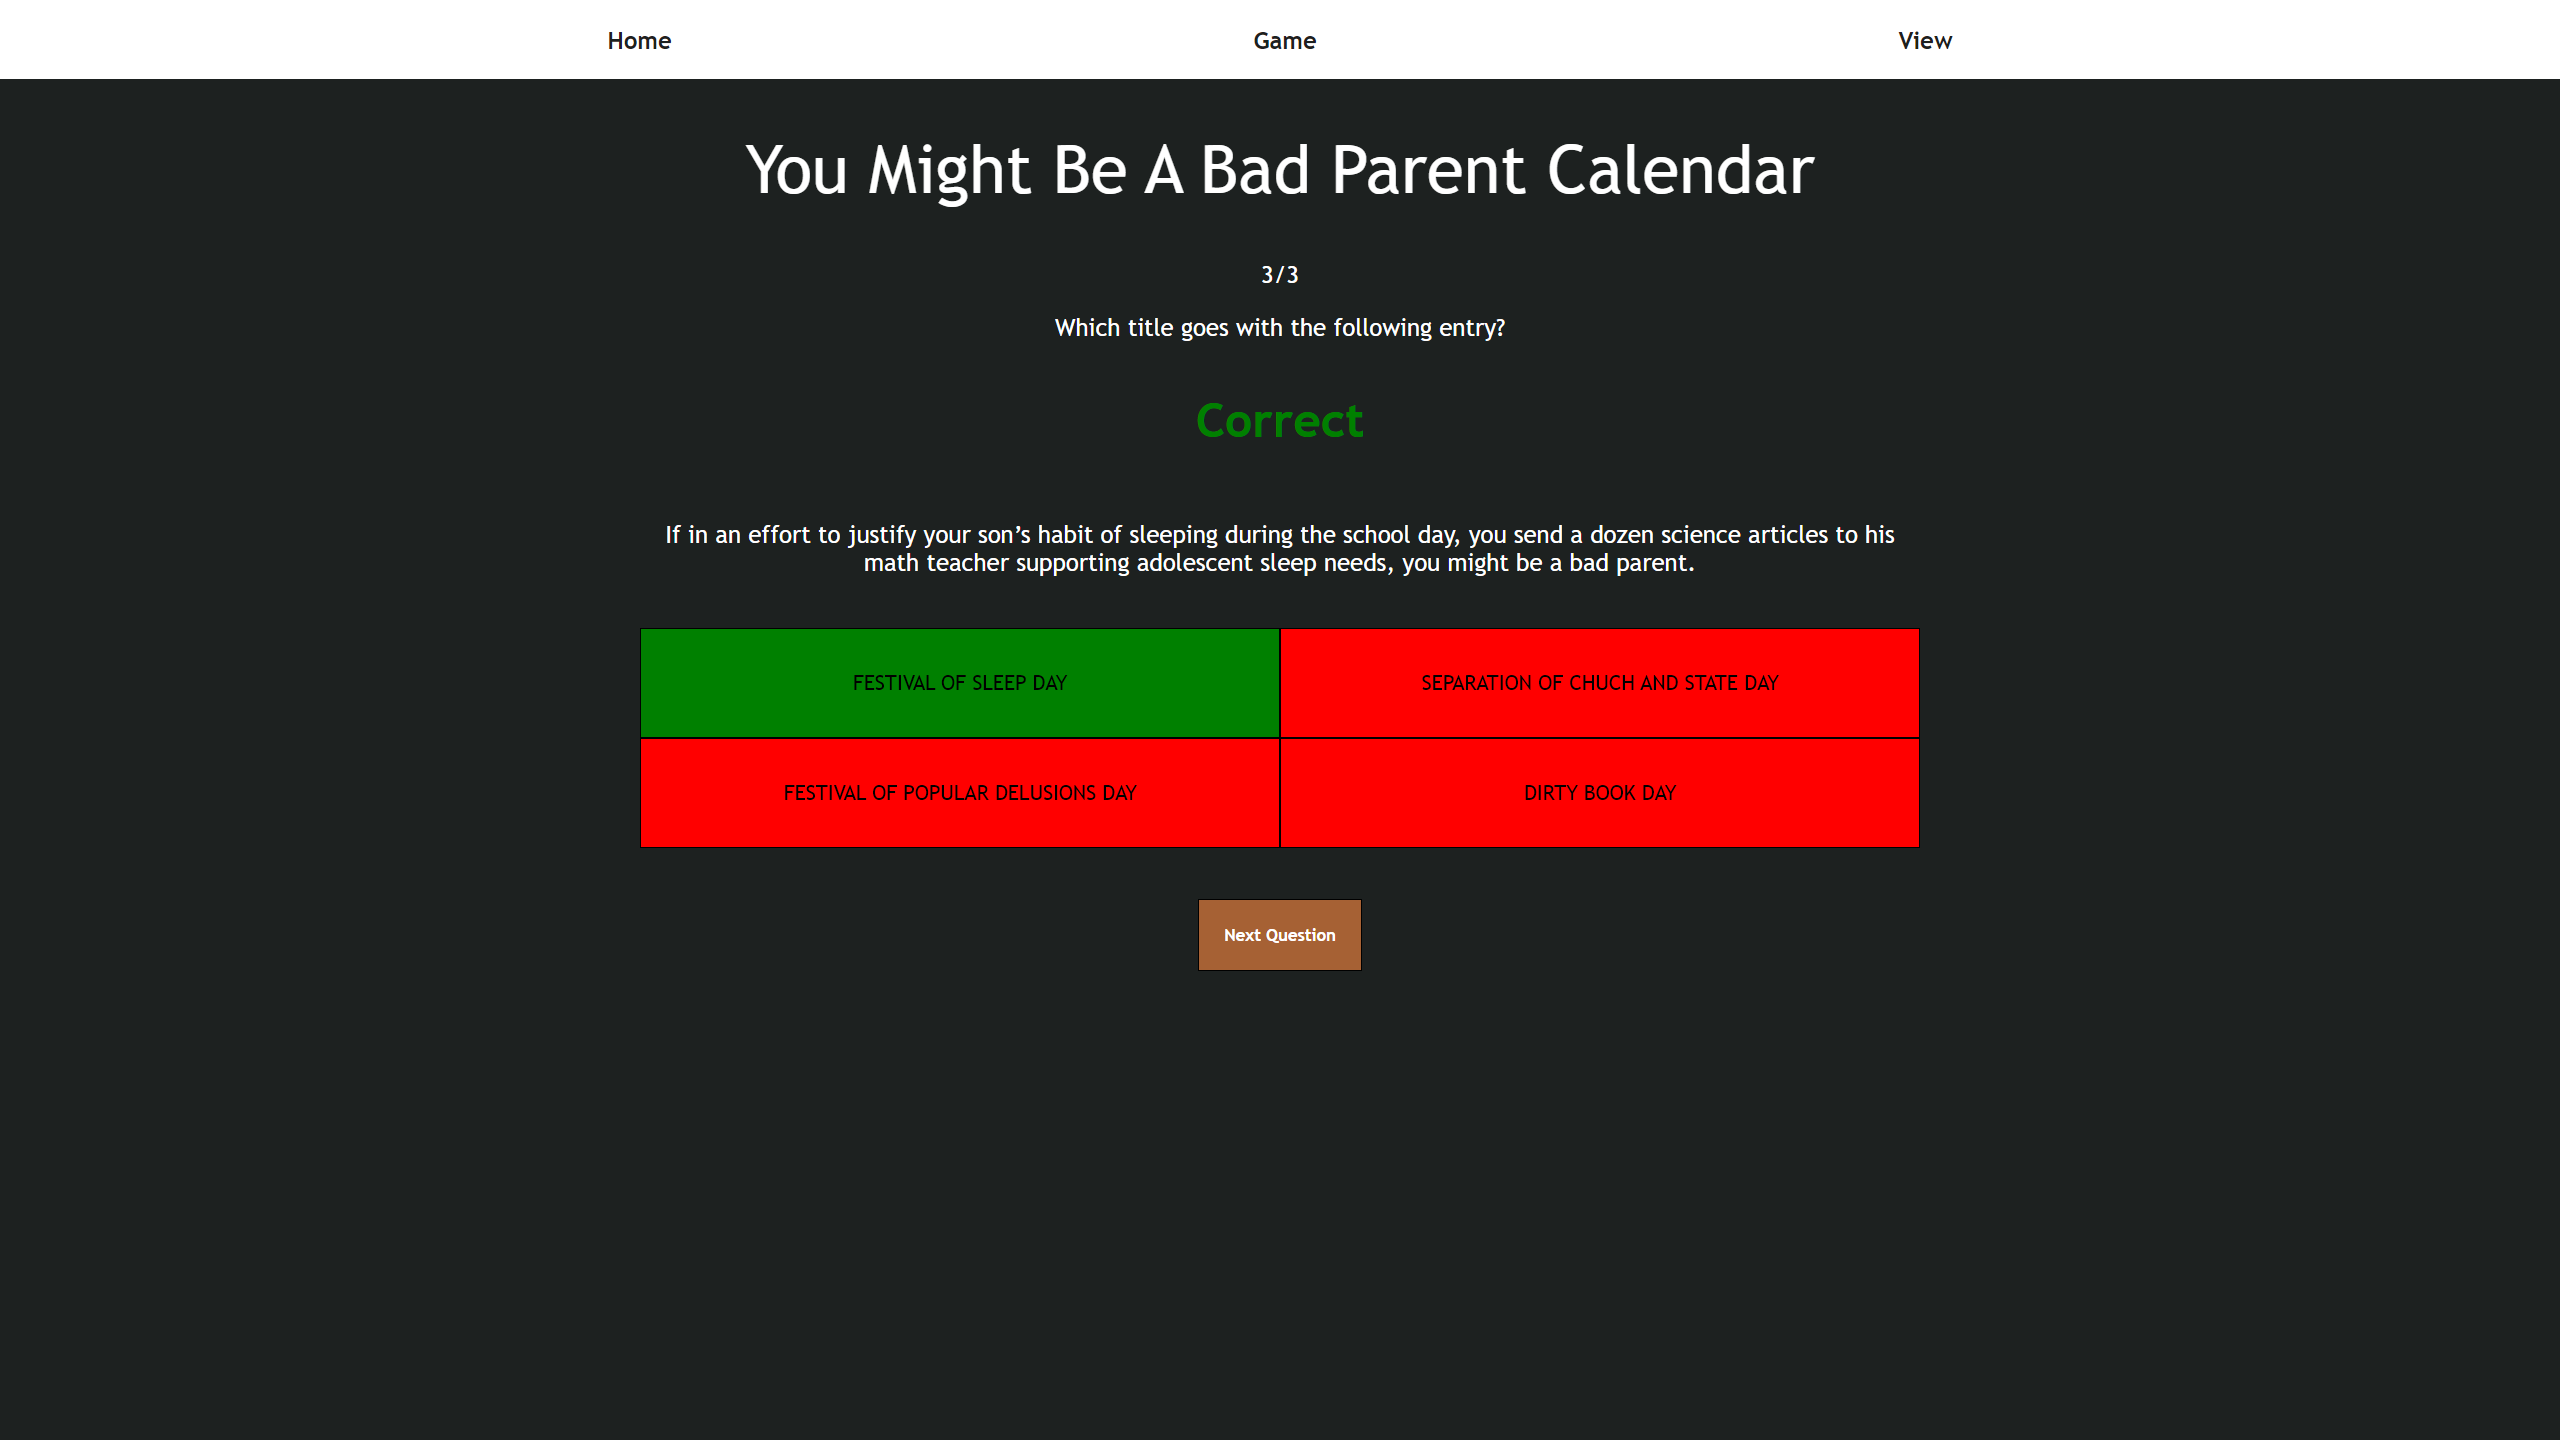 Home
Game
View
You Might Be A Bad Parent Calendar
3/3
Which title goes with the following entry?
Correct
If in an effort to justify your son’s habit of sleeping during the school day, you send a dozen science articles to his
math teacher supporting adolescent sleep needs, you might be a bad parent.
FESTIVAL OF SLEEP DAY
SEPARATION OF CHUCH AND STATE DAY
FESTIVAL OF POPULAR DELUSIONS DAY
DIRTY BOOK DAY
Next Question